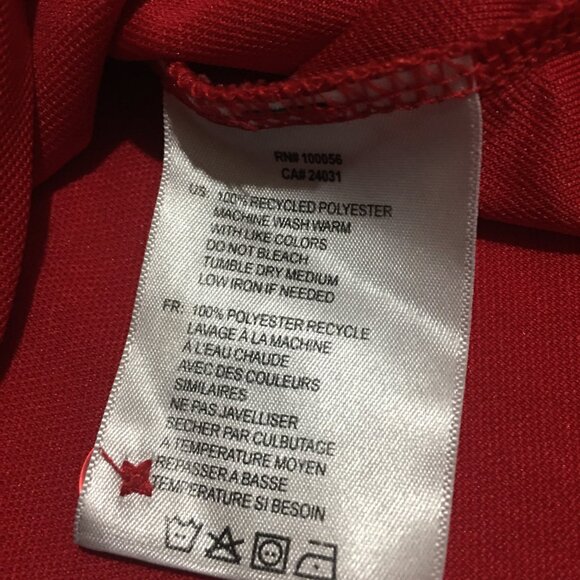 RN# 100056
CA# 24031
US: 100% RECYCLED POLYESTER
MACHINE WASH WARM
WITH LIKE COLORS
DO NOT BLEACH
TUMBLE DRY MEDIUM
LOW IRON IF NEEDED
FR: 100% POLYESTER RECYCLE
LAVAGE À LA MACHINE
À L'EAU CHAUDE
AVEC DES COULEURS
SIMILAIRES
NE PAS JAVELLISER
SECHER PAR CULBUTAGE
A TEMPERATURE MOYEN
REPASSER A BASSE
TEMPERATURE SI BESOIN